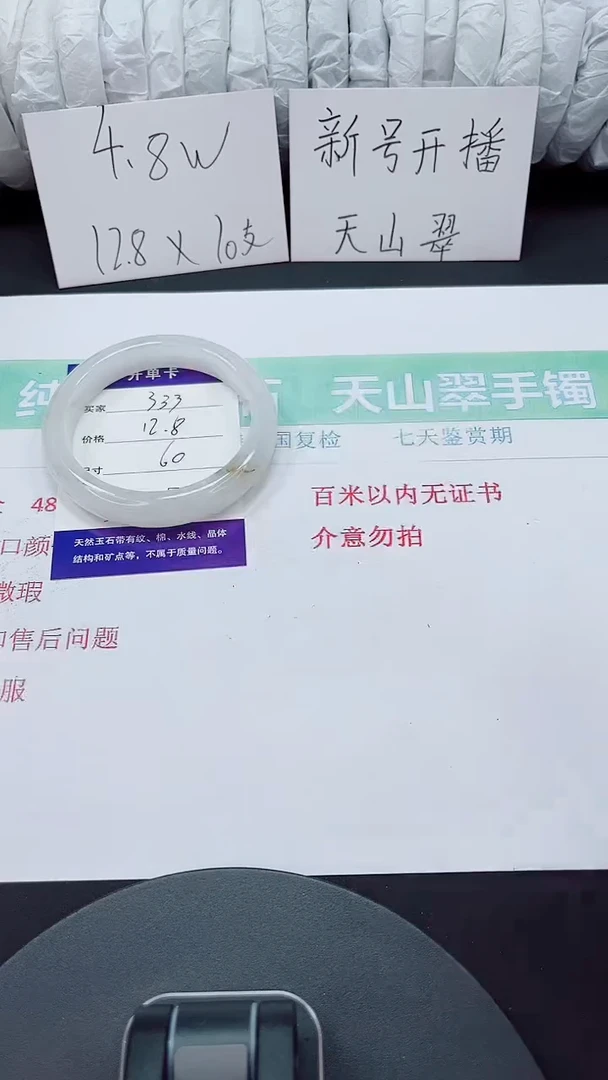 4.8W
12.8 X 10支
新号开播
天山翠
纯
天山翠手镯
开单卡
买家 333
价格 12.8
尺寸 60
国复检 七天鉴赏期
48
百米以内无证书
口颜
介意勿拍
天然玉石带有纹、棉、水线、晶体
结构和矿点等，不属于质量问题。
微瑕
售后问题
服